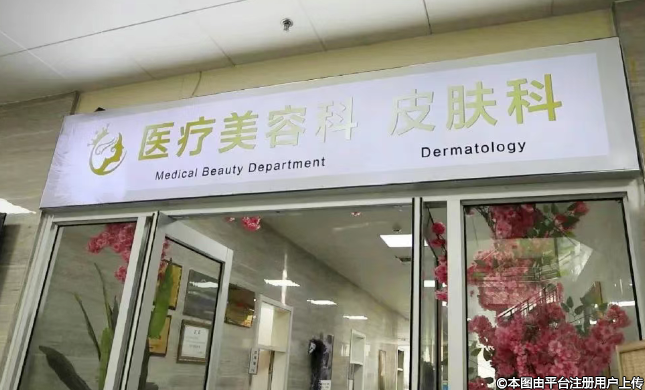 医疗美容科 皮肤科
Medical Beauty Department Dermatology
©本图由平台注册用户上传